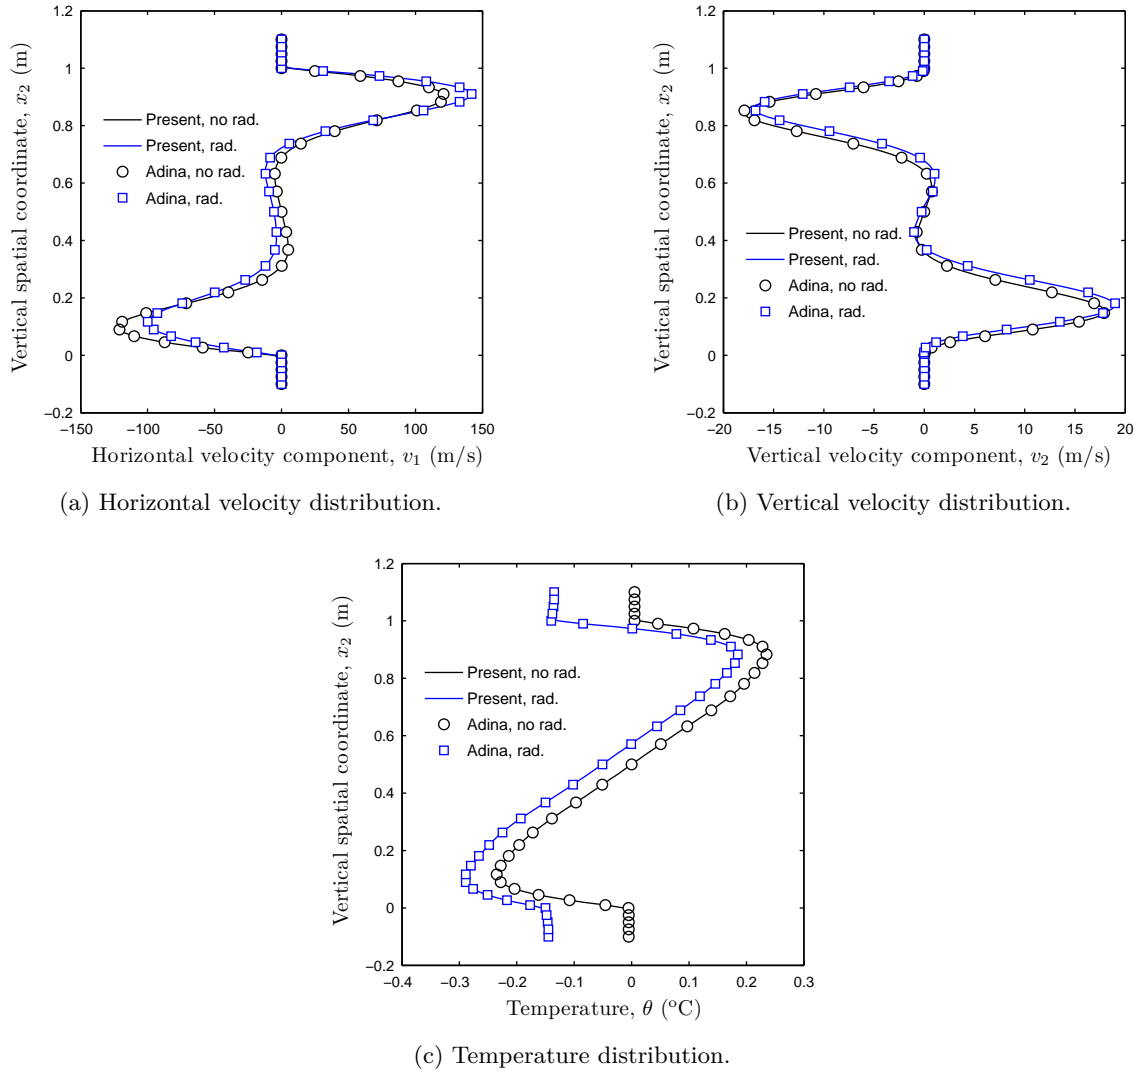 1.2
1
0.8
0.6
0.4
0.2
0
−0.2
−150
−100
−50
0
50
100
150
Vertical spatial coordinate, x₂ (m)
Present, no rad.
Present, rad.
Adina, no rad.
Adina, rad.
Horizontal velocity component, v₁ (m/s)
(a) Horizontal velocity distribution.
1.2
1
0.8
0.6
0.4
0.2
0
−0.2
−20
−15
−10
−5
0
5
10
15
20
Vertical spatial coordinate, x₂ (m)
Present, no rad.
Present, rad.
Adina, no rad.
Adina, rad.
Vertical velocity component, v₂ (m/s)
(b) Vertical velocity distribution.
1.2
1
0.8
0.6
0.4
0.2
0
−0.2
−0.4
−0.3
−0.2
−0.1
0
0.1
0.2
0.3
Vertical spatial coordinate, x₂ (m)
Present, no rad.
Present, rad.
Adina, no rad.
Adina, rad.
Temperature, θ (°C)
(c) Temperature distribution.